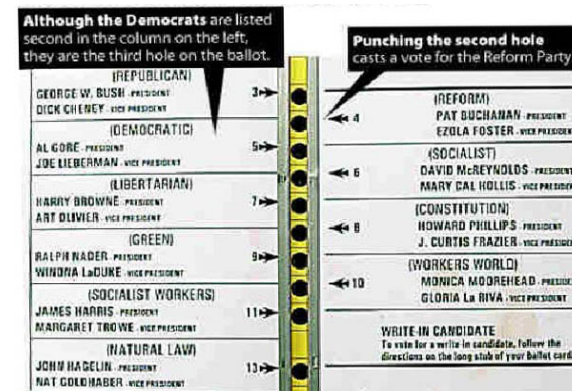 Although the Democrats are listed
second in the column on the left,
they are the third hole on the ballot.
(REPUBLICAN)
GEORGE W. BUSH - PRESIDENT
DICK CHENEY - VICE PRESIDENT
3
(DEMOCRATIC)
AL GORE - PRESIDENT
JOE LIEBERMAN - VICE PRESIDENT
5
(LIBERTARIAN)
HARRY BROWNE - PRESIDENT
ART OLIVIER - VICE PRESIDENT
7
(GREEN)
RALPH NADER - PRESIDENT
WINONA LaDUKE - VICE PRESIDENT
9
(SOCIALIST WORKERS)
JAMES HARRIS - PRESIDENT
MARGARET TROWE - VICE PRESIDENT
11
(NATURAL LAW)
JOHN HAGELIN - PRESIDENT
NAT GOLDHABER - VICE PRESIDENT
13
Punching the second hole
casts a vote for the Reform Party
(REFORM)
4
PAT BUCHANAN - PRESIDENT
EZOLA FOSTER - VICE PRESIDENT
(SOCIALIST)
6
DAVID McREYNOLDS - PRESIDENT
MARY CAL HOLLIS - VICE PRESIDENT
(CONSTITUTION)
8
HOWARD PHILLIPS - PRESIDENT
J. CURTIS FRAZIER - VICE PRESIDENT
(WORKERS WORLD)
10
MONICA MOOREHEAD - PRESIDENT
GLORIA La RIVA - VICE PRESIDENT
WRITE-IN CANDIDATE
To vote for a write in candidate, follow the
directions on the long stub of your ballot card.